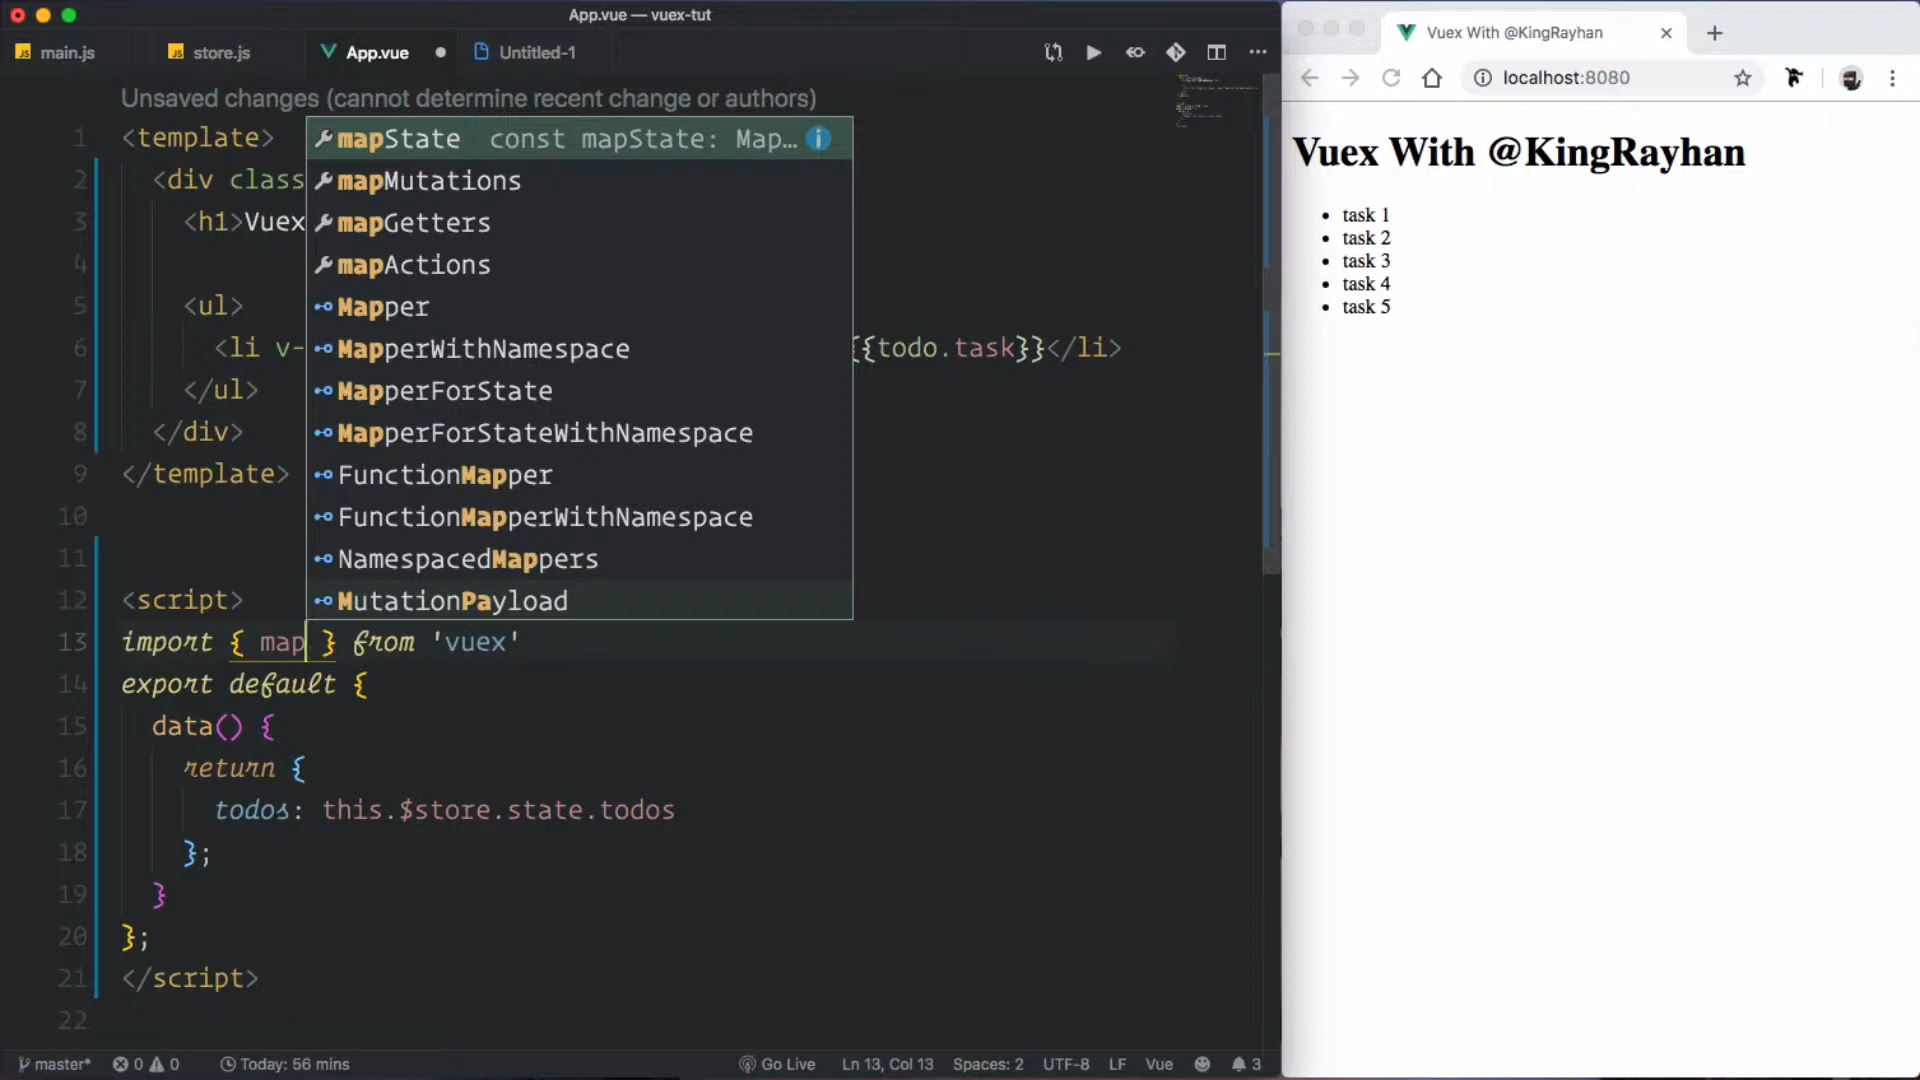 App.vue — vuex-tut
main.js
store.js
App.vue
Untitled-1
Unsaved changes (cannot determine recent change or authors)
1 <template>
2 <div class
3 <h1>Vuex
4
5 <ul>
6 <li v- {{todo.task}}</li>
7 </ul>
8 </div>
9 </template>
10
11
12 <script>
13 import { map } from 'vuex'
14 export default {
15 data() {
16 return {
17 todos: this.$store.state.todos
18 };
19 }
20 };
21 </script>
22
mapState const mapState: Map…
mapMutations
mapGetters
mapActions
Mapper
MapperWithNamespace
MapperForState
MapperForStateWithNamespace
FunctionMapper
FunctionMapperWithNamespace
NamespacedMappers
MutationPayload
master* 0 0 Today: 56 mins Go Live Ln 13, Col 13 Spaces: 2 UTF-8 LF Vue 3
Vuex With @KingRayhan
localhost:8080
Vuex With @KingRayhan
task 1
task 2
task 3
task 4
task 5